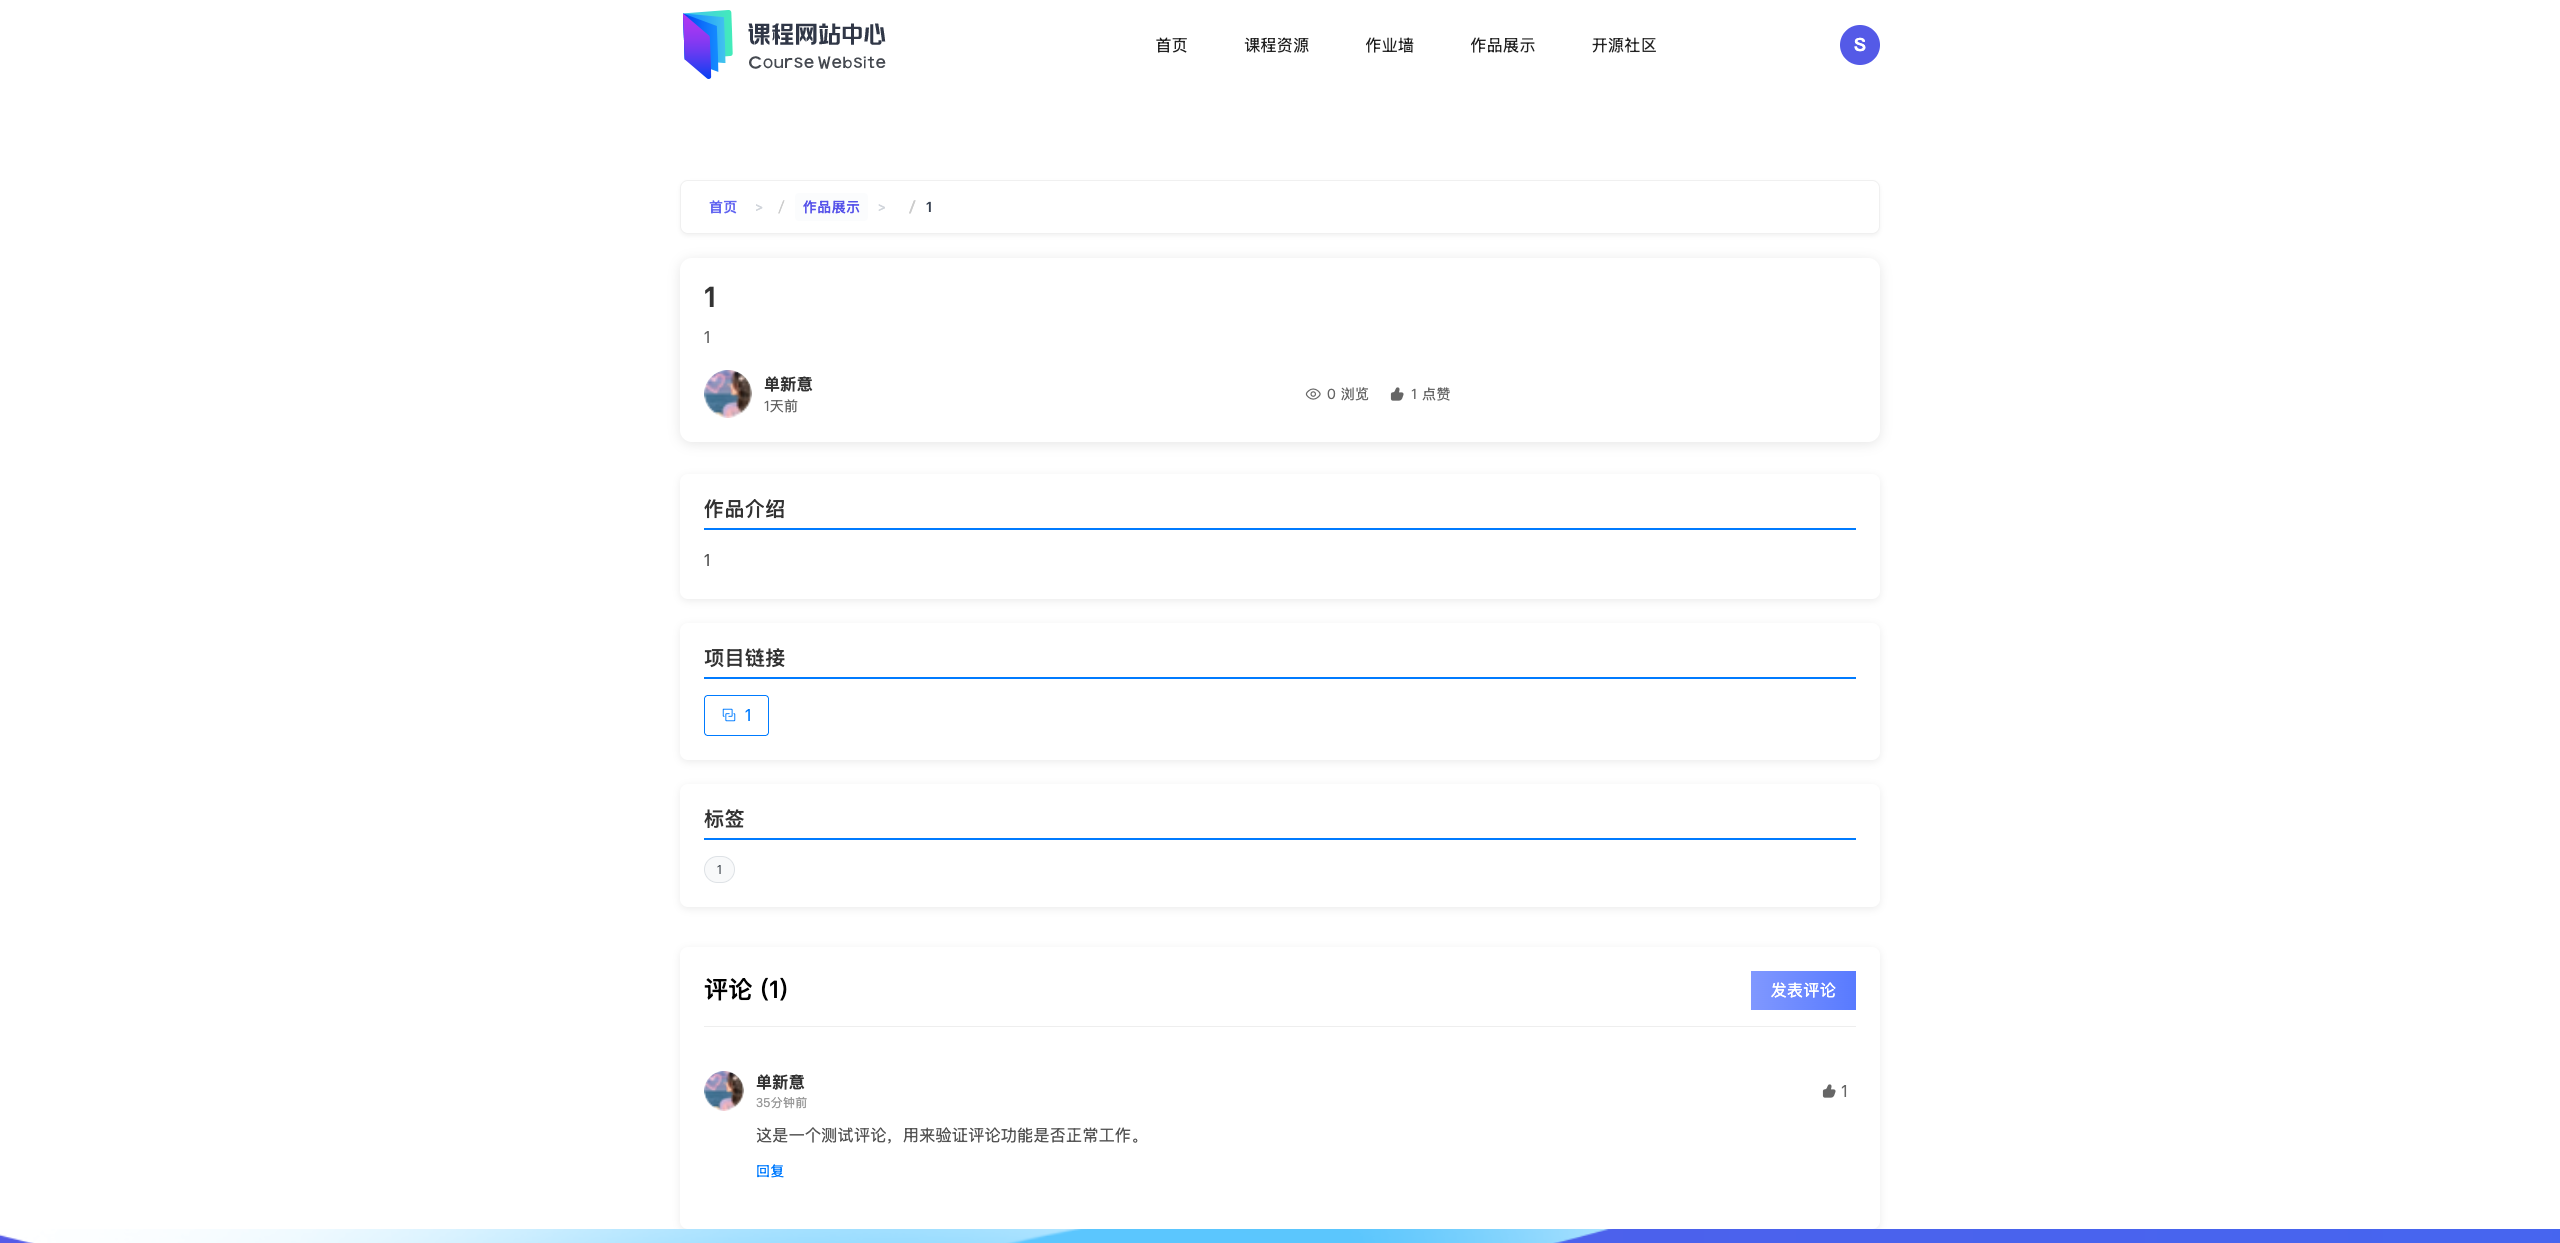 课程网站中心
Course Website
首页 课程资源 作业墙 作品展示 开源社区 S
首页 > / 作品展示 > / 1
1
1
单新意
1天前
0 浏览 1 点赞
作品介绍
1
项目链接
1
标签
1
评论 (1)
发表评论
单新意
35分钟前
1
这是一个测试评论，用来验证评论功能是否正常工作。
回复